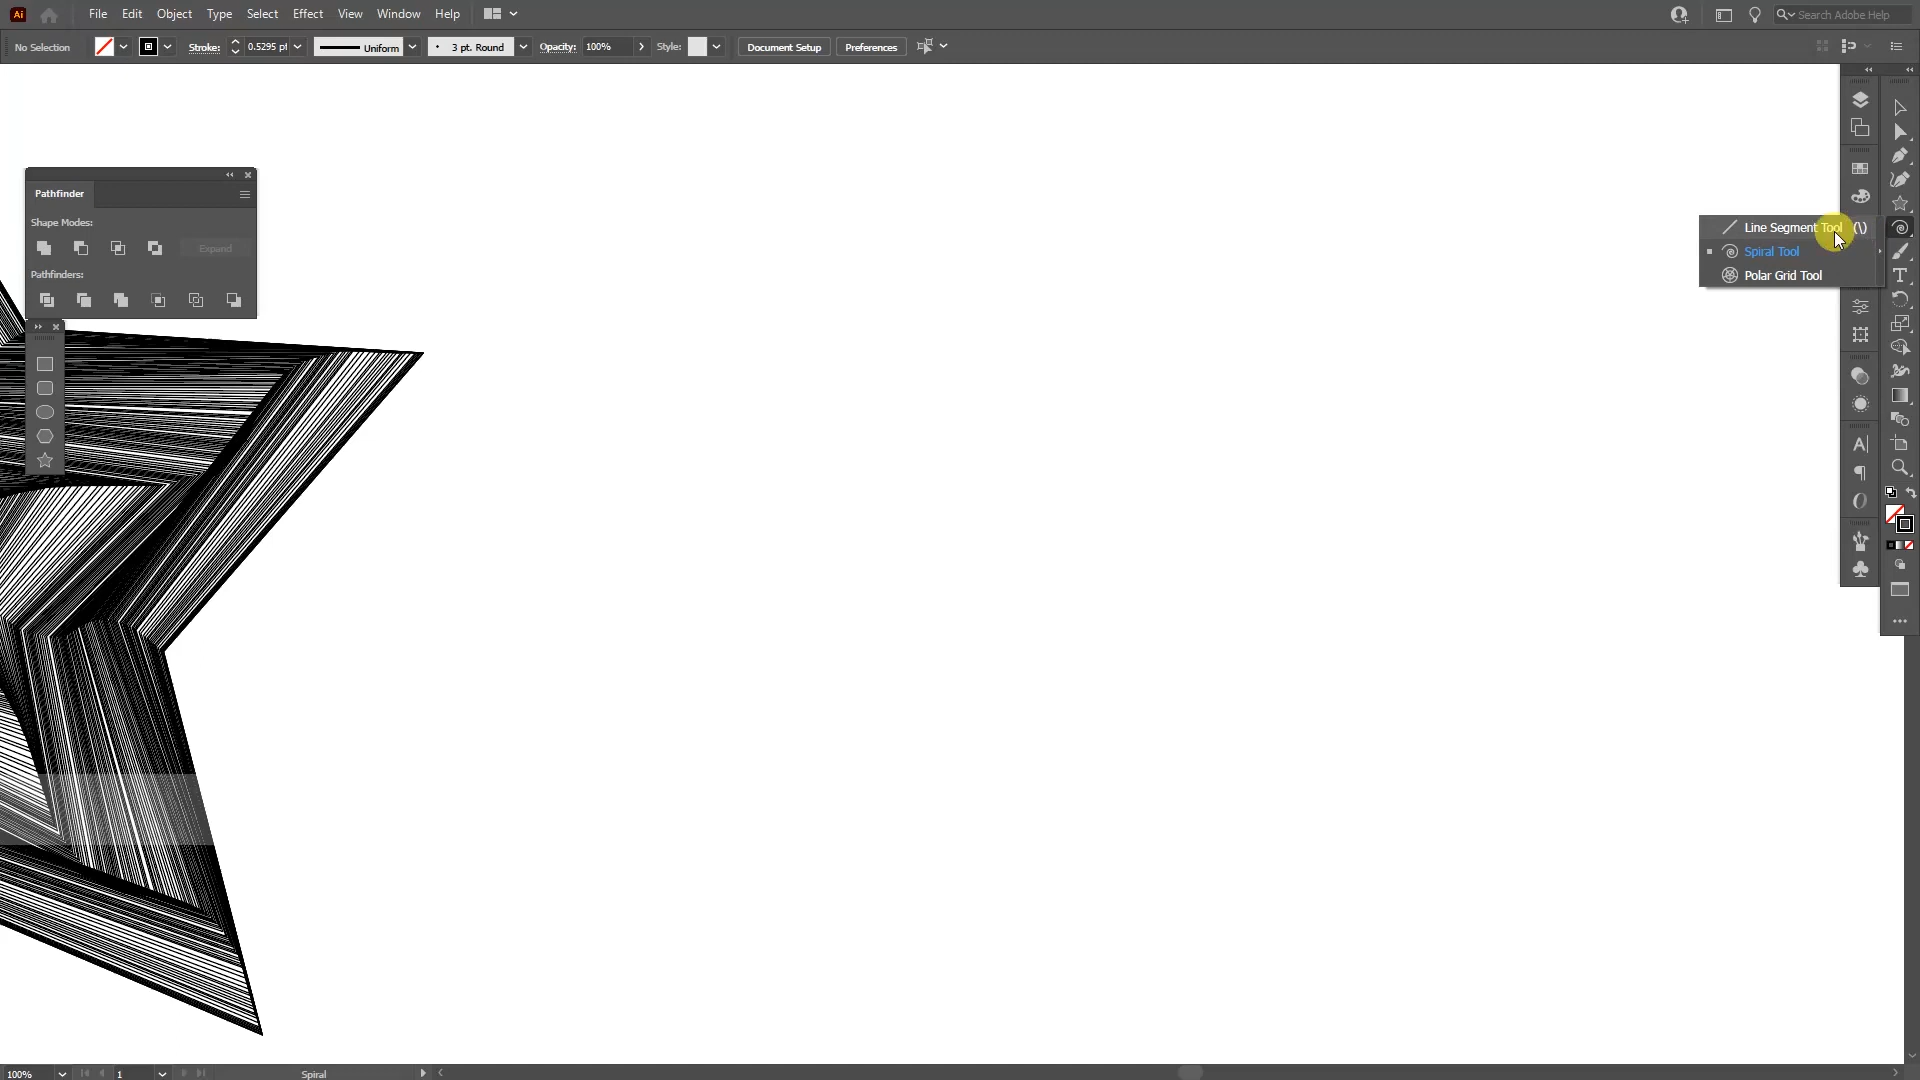 Ai File Edit Object Type Select Effect View Window Help Search Adobe Help
No Selection Stroke: 0.5295 pt Uniform 3 pt. Round Opacity: 100% Style: Document Setup Preferences
Pathfinder
Shape Modes:
Expand
Pathfinders:
Line Segment Tool (\)
Spiral Tool
Polar Grid Tool
100% 1 Spiral